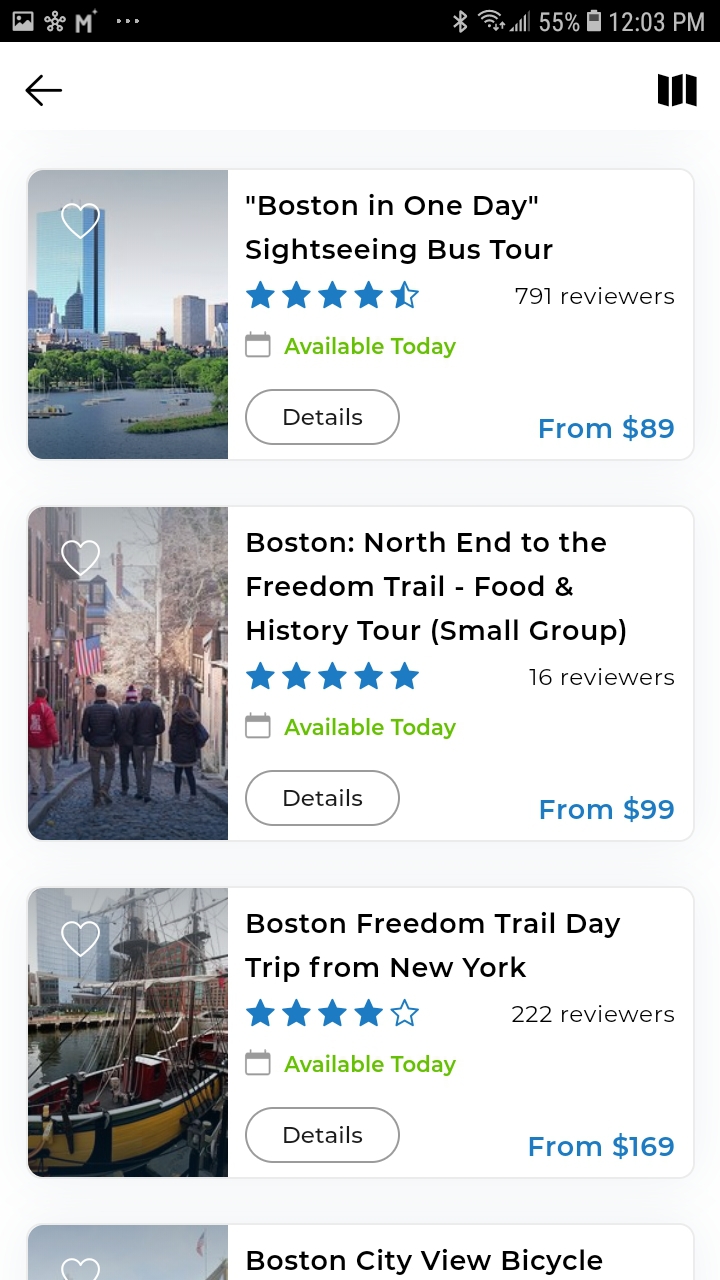 55% 12:03 PM
"Boston in One Day"
Sightseeing Bus Tour
791 reviewers
Available Today
Details
From $89
Boston: North End to the
Freedom Trail - Food &
History Tour (Small Group)
16 reviewers
Available Today
Details
From $99
Boston Freedom Trail Day
Trip from New York
222 reviewers
Available Today
Details
From $169
Boston City View Bicycle